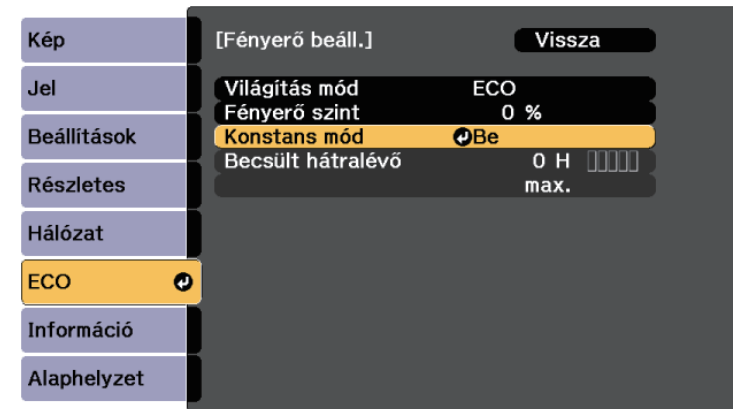 Kép
Jel
Beállítások
Részletes
Hálózat
ECO
Információ
Alaphelyzet
[Fényerő beáll.] Vissza
Világítás mód ECO
Fényerő szint 0 %
Konstans mód Be
Becsült hátralévő 0 H
max.